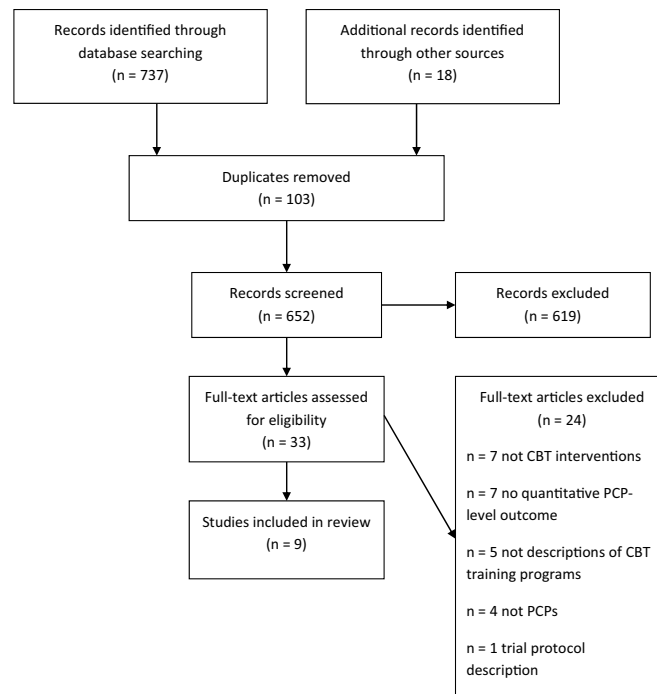 Records identified through
database searching
(n = 737)
Additional records identified
through other sources
(n = 18)
Duplicates removed
(n = 103)
Records screened
(n = 652)
Records excluded
(n = 619)
Full-text articles assessed
for eligibility
(n = 33)
Full-text articles excluded
(n = 24)
n = 7 not CBT interventions
n = 7 no quantitative PCP-
level outcome
n = 5 not descriptions of CBT
training programs
n = 4 not PCPs
n = 1 trial protocol
description
Studies included in review
(n = 9)